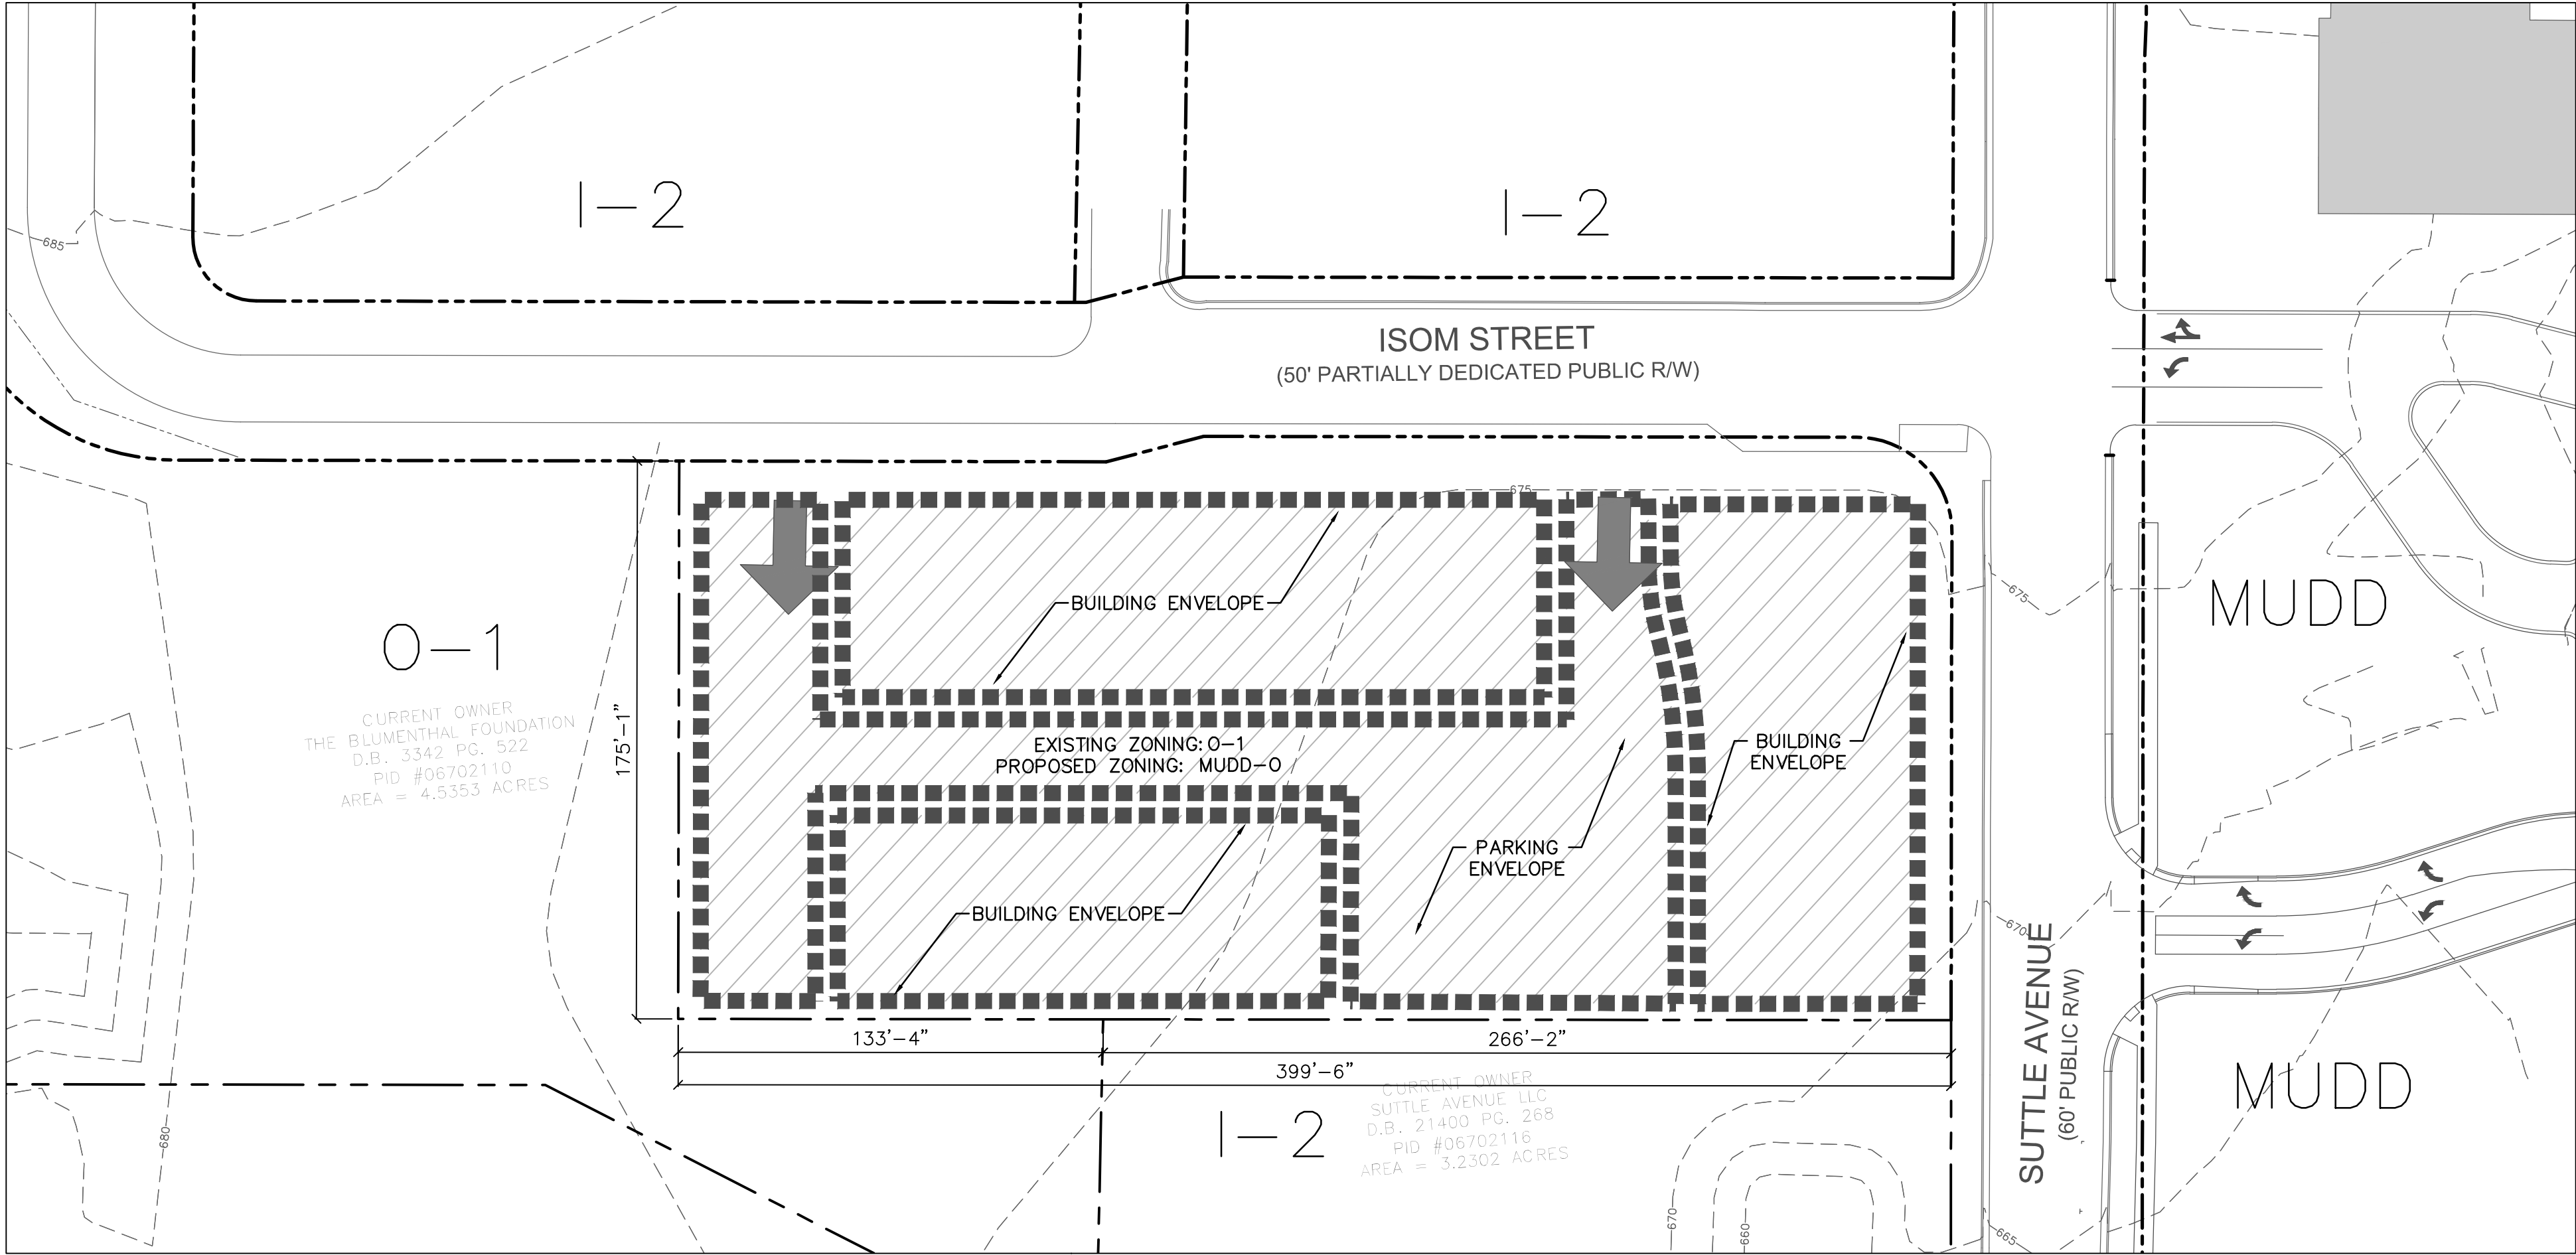 I-2
I-2
685
ISOM STREET
(50' PARTIALLY DEDICATED PUBLIC R/W)
675
BUILDING ENVELOPE
675
MUDD
O-1
CURRENT OWNER
THE BLUMENTHAL FOUNDATION
D.B. 3342 PG. 522
PID #06702110
AREA = 4.5353 ACRES
175'-1"
EXISTING ZONING: O-1
PROPOSED ZONING: MUDD-O
BUILDING
ENVELOPE
PARKING
ENVELOPE
BUILDING ENVELOPE
670
SUTTLE AVENUE
(60' PUBLIC R/W)
133'-4"
266'-2"
399'-6"
MUDD
I-2
CURRENT OWNER
SUTTLE AVENUE LLC
D.B. 21400 PG. 268
PID #06702116
AREA = 3.2302 ACRES
680
670
660
665